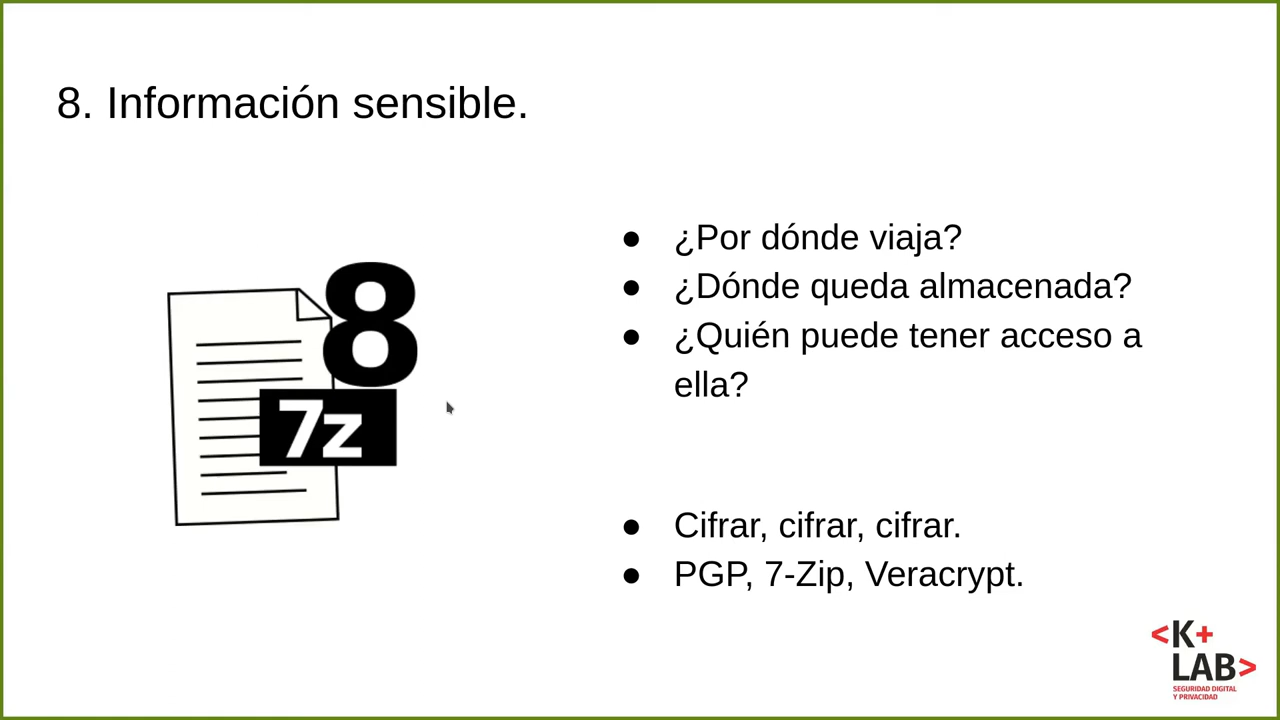 8. Información sensible.
8
7z
● ¿Por dónde viaja?
● ¿Dónde queda almacenada?
● ¿Quién puede tener acceso a
ella?
● Cifrar, cifrar, cifrar.
● PGP, 7-Zip, Veracrypt.
<K+
LAB>
SEGURIDAD DIGITAL
Y PRIVACIDAD